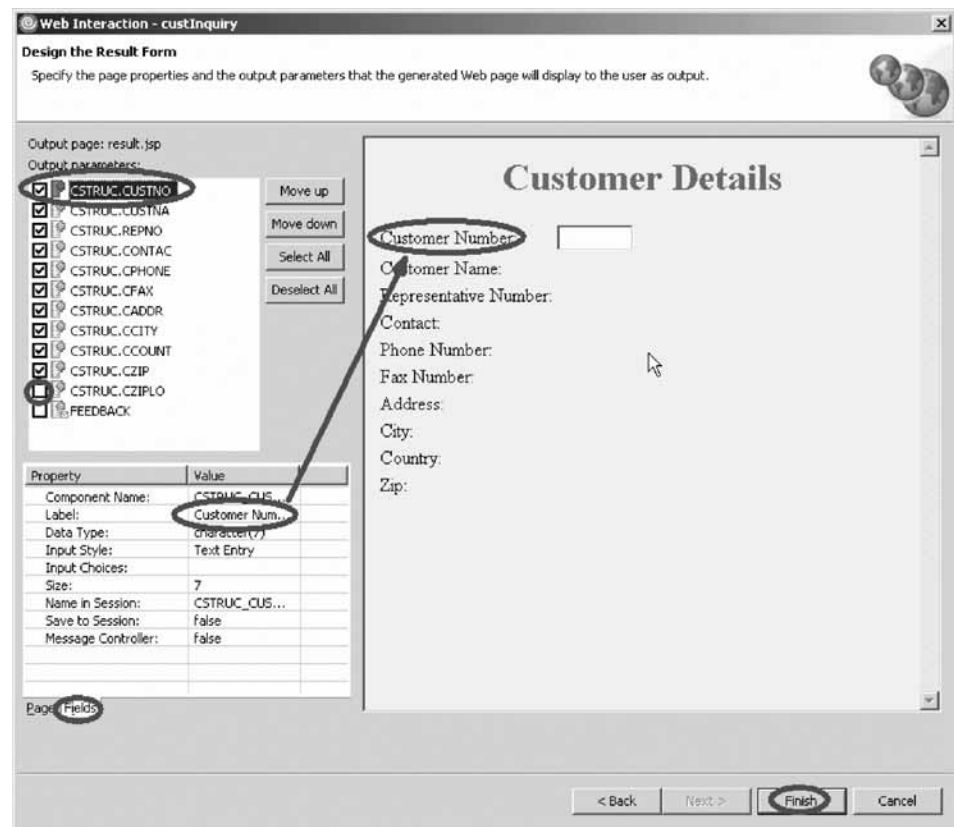 Web Interaction - custInquiry
Design the Result Form
Specify the page properties and the output parameters that the generated Web page will display to the user as output.
Output page: result.jsp
Output parameters:
CSTRUC.CUSTNO
CSTRUC.CUSTNA
CSTRUC.REPNO
CSTRUC.CONTAC
CSTRUC.CPHONE
CSTRUC.CFAX
CSTRUC.CADDR
CSTRUC.CCITY
CSTRUC.CCOUNT
CSTRUC.CZIP
CSTRUC.CZIPLO
FEEDBACK
Move up
Move down
Select All
Deselect All
Property Value
Component Name: CSTRUC_CUS...
Label: Customer Num...
Data Type: character(7)
Input Style: Text Entry
Input Choices:
Size: 7
Name in Session: CSTRUC_CUS...
Save to Session: false
Message Controller: false
Page Fields
Customer Details
Customer Number:
Customer Name:
Representative Number:
Contact:
Phone Number:
Fax Number:
Address:
City:
Country:
Zip:
< Back Next > Finish Cancel